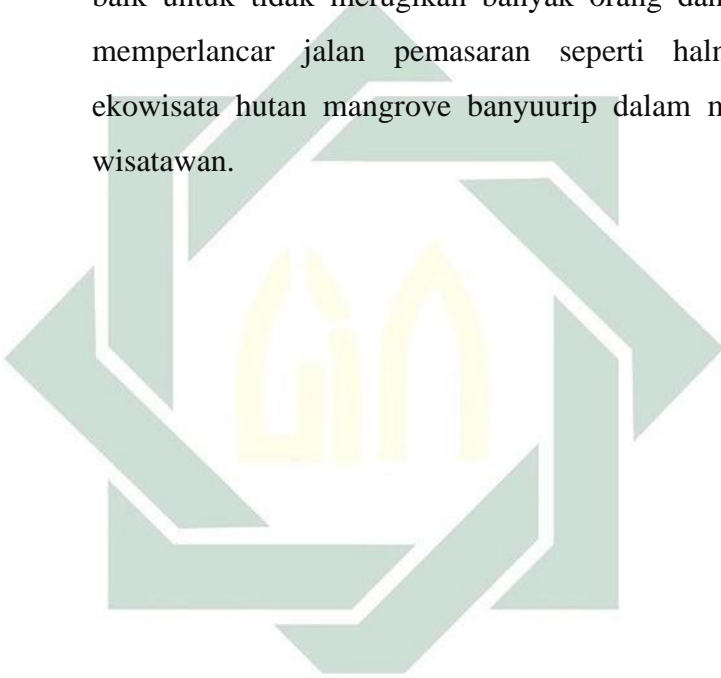 baik untuk tidak merugikan banyak orang dan
memperlancar jalan pemasaran seperti
ekowisata hutan mangrove banyuurip dalam
wisatawan.